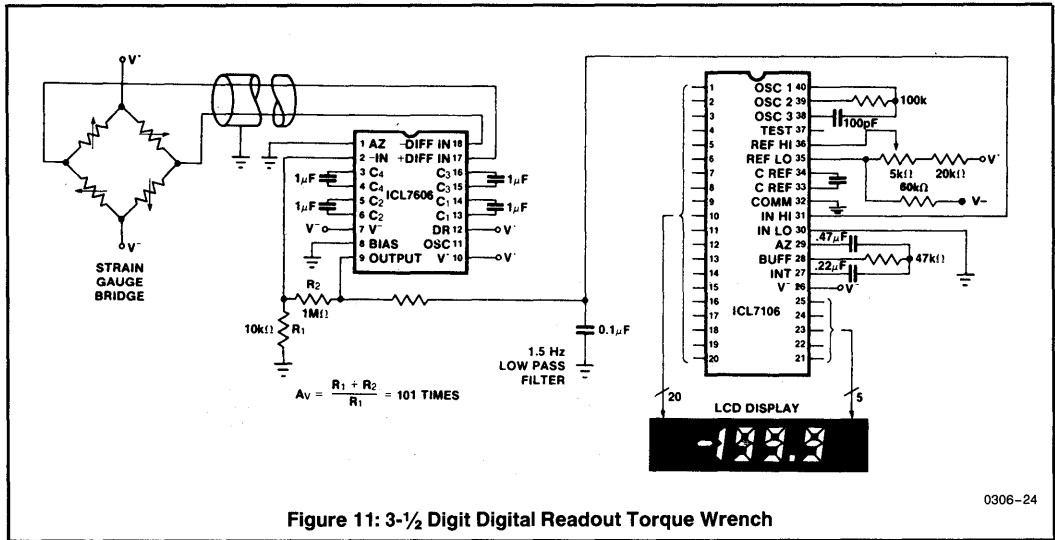 V+
V-
STRAIN
GAUGE
BRIDGE
1 AZ
2 -IN
3 C4
4 C4
5 C2
6 C2
7 V-
8 BIAS
9 OUTPUT
ICL7606
-DIFF IN 18
+DIFF IN 17
C3 16
C3 15
C1 14
C1 13
DR 12
OSC 11
V+ 10
1µF
1µF
1µF
1µF
V-
V+
V+
R2
1MΩ
10kΩ
R1
0.1µF
1.5 Hz
LOW PASS
FILTER
AV = R1 + R2 / R1 = 101 TIMES
1
2
3
4
5
6
7
8
9
10
11
12
13
14
15
16
17
18
19
20
OSC 1 40
OSC 2 39
OSC 3 38
TEST 37
REF HI 36
REF LO 35
C REF 34
C REF 33
COMM 32
IN HI 31
IN LO 30
AZ 29
BUFF 28
INT 27
V- 26
25
24
23
22
21
ICL7106
100k
100pF
5kΩ
20kΩ
V+
60kΩ
V-
.47µF
47kΩ
.22µF
V-
20
5
LCD DISPLAY
-199.9
0306-24
Figure 11: 3-½ Digit Digital Readout Torque Wrench